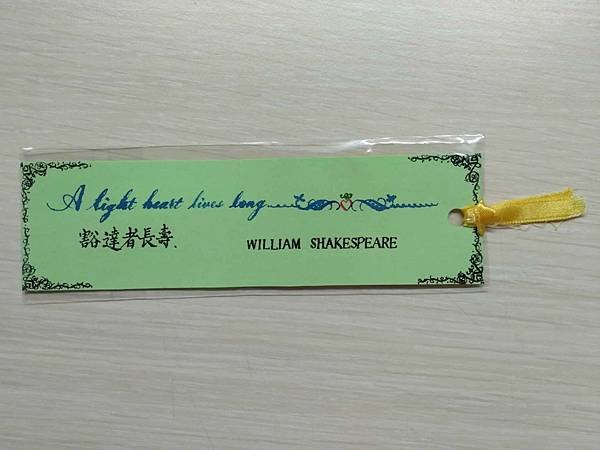 A light heart lives long
豁達者長壽、
WILLIAM SHAKESPEARE